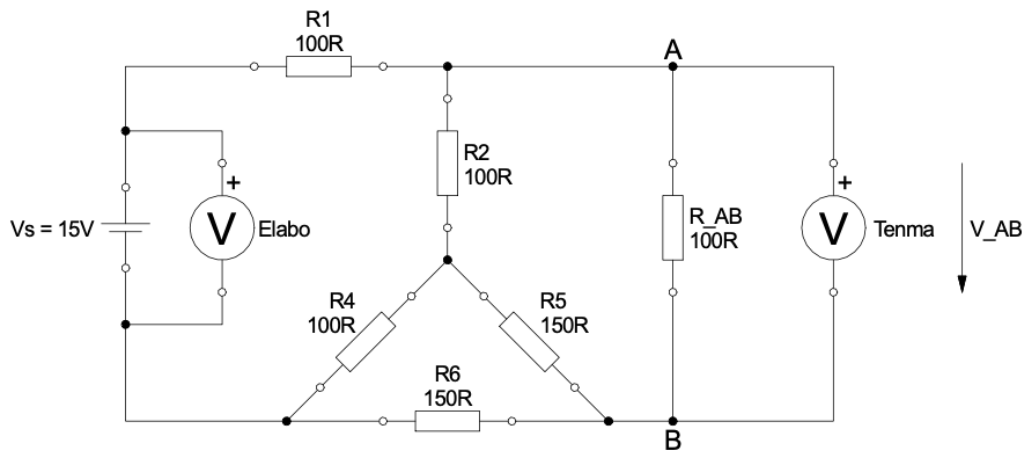 R1
100R
A
R2
100R
+
V
Elabo
Vs = 15V
R_AB
100R
+
V
Tenma
V_AB
R4
100R
R5
150R
R6
150R
B